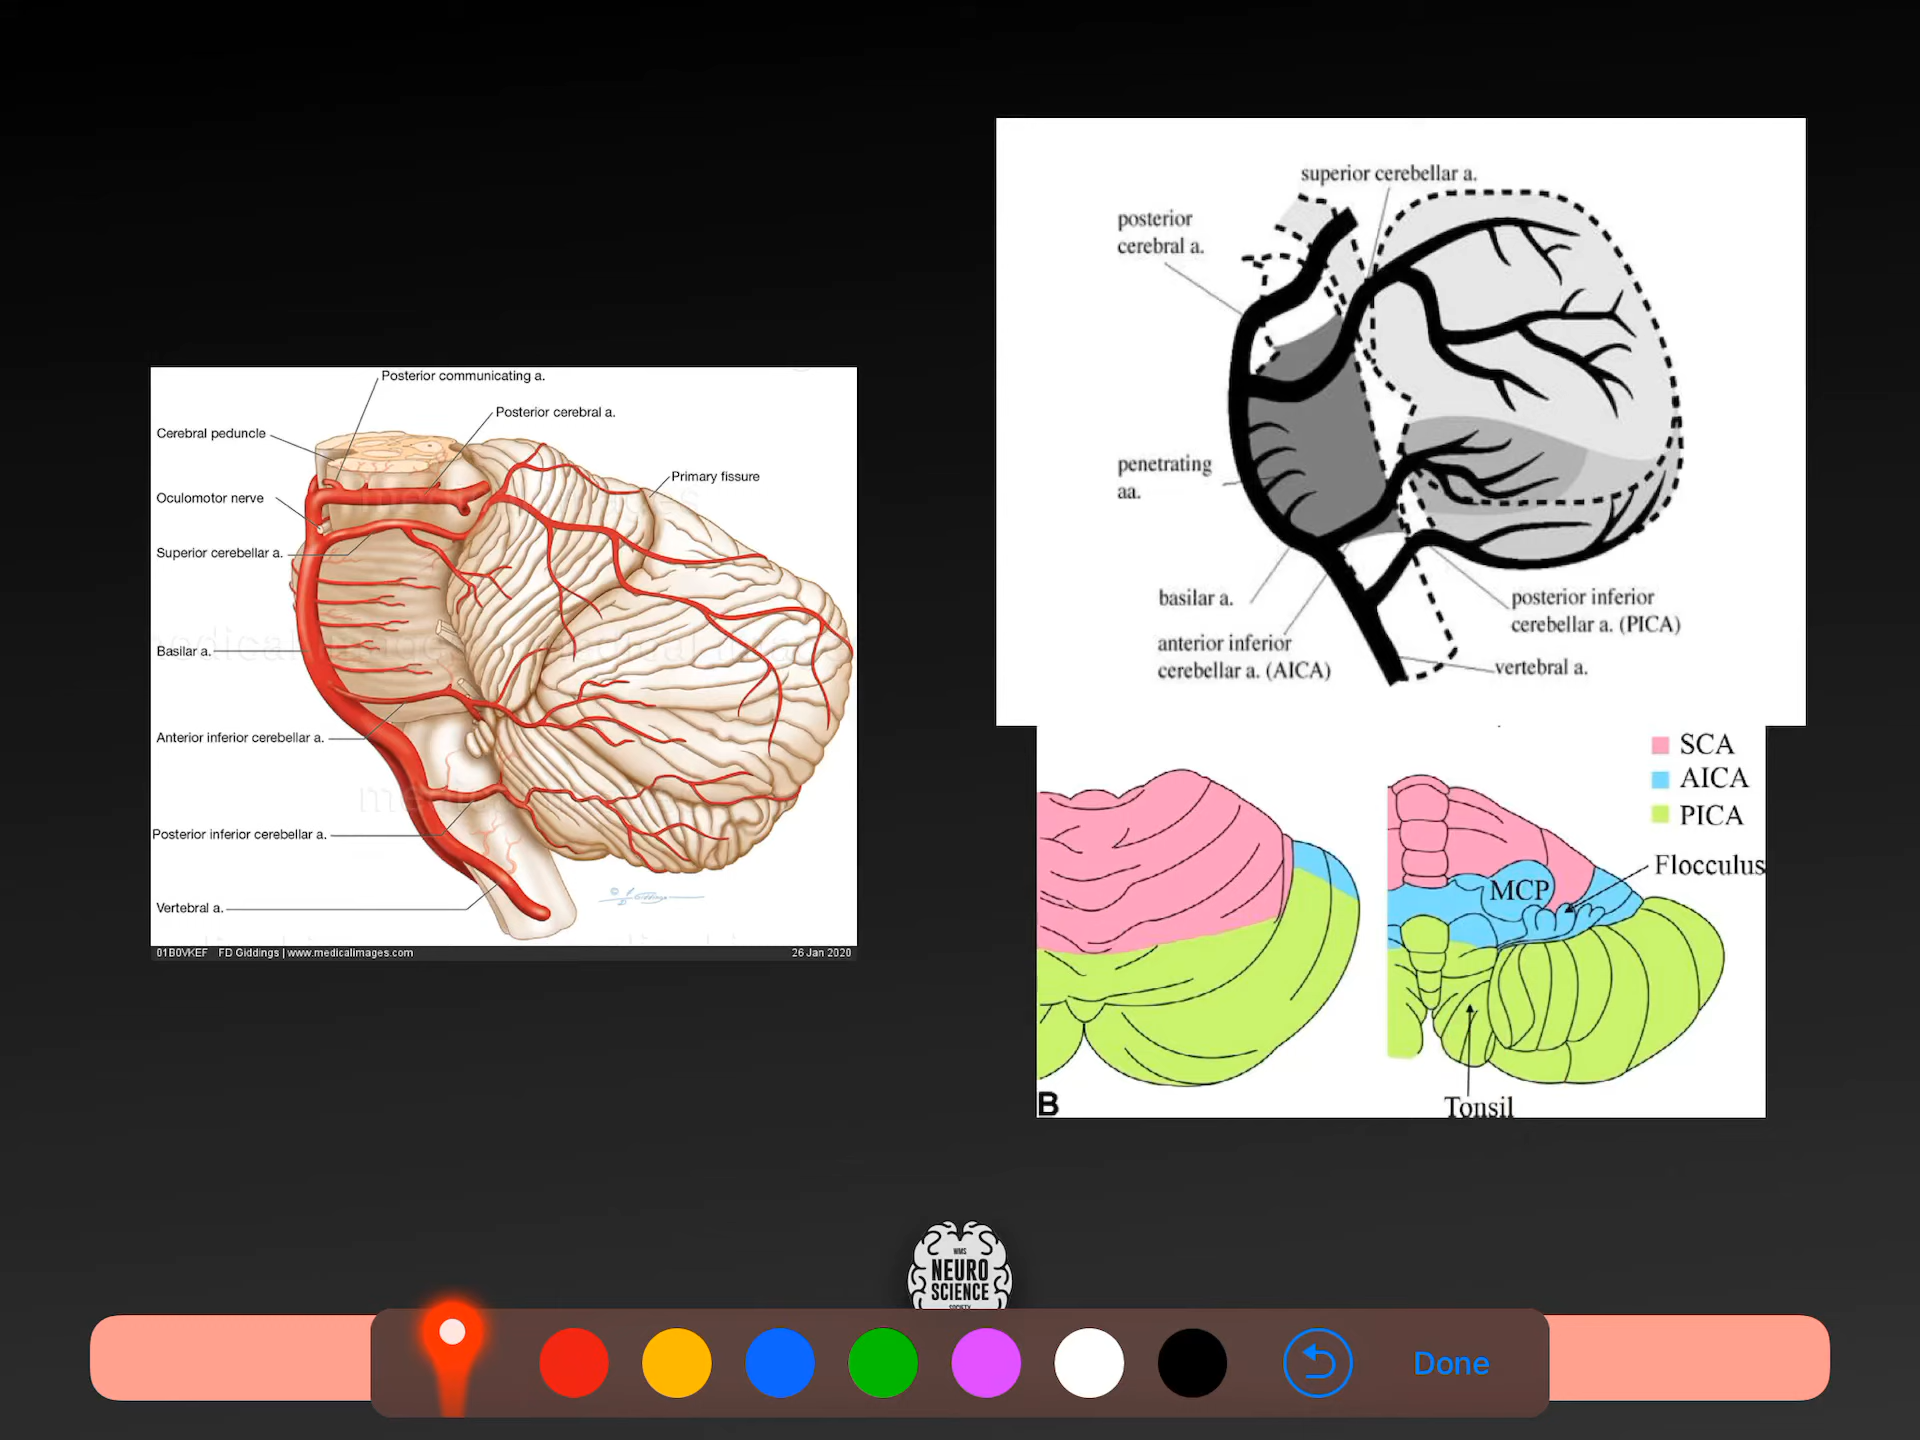 Posterior communicating a.
Posterior cerebral a.
Cerebral peduncle
Primary fissure
Oculomotor nerve
Superior cerebellar a.
Basilar a.
Anterior inferior cerebellar a.
Posterior inferior cerebellar a.
Vertebral a.
01B0VKEF FD Giddings | www.medicalimages.com
26 Jan 2020
superior cerebellar a.
posterior
cerebral a.
penetrating
aa.
basilar a.
anterior inferior
cerebellar a. (AICA)
posterior inferior
cerebellar a. (PICA)
vertebral a.
SCA
AICA
PICA
Flocculus
MCP
Tonsil
B
WMS
NEURO
SCIENCE
Done